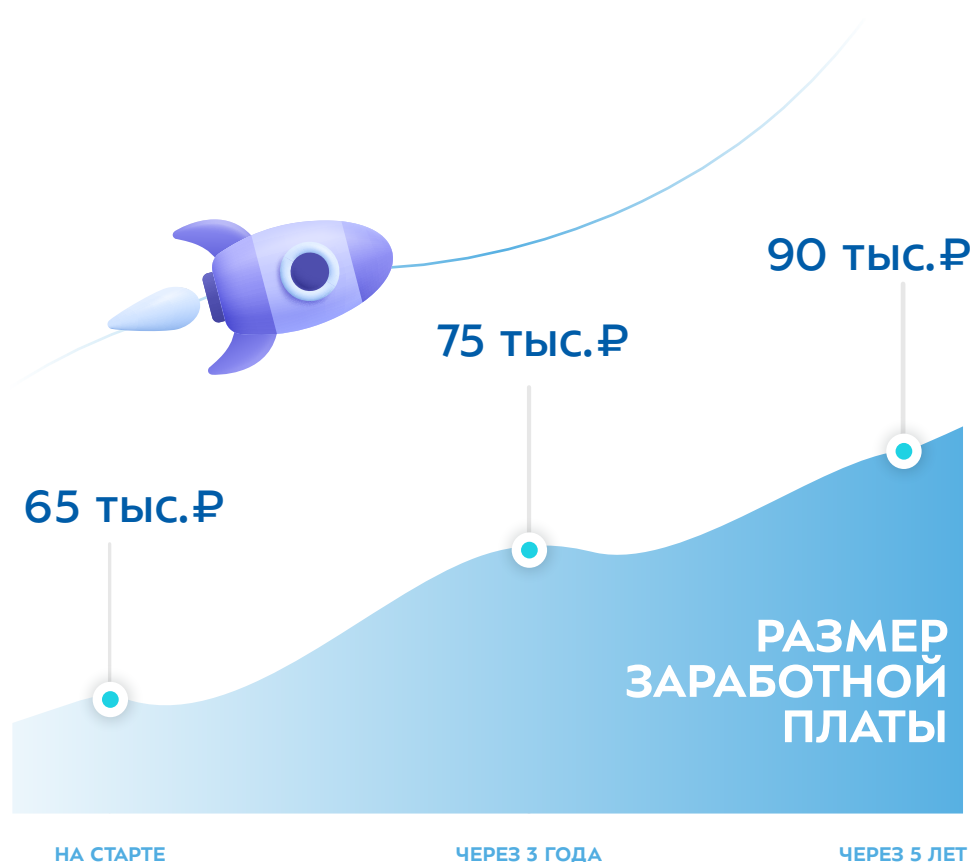 90 тыс.₽
75 тыс.₽
65 тыс.₽
РАЗМЕР
ЗАРАБОТНОЙ
ПЛАТЫ
НА СТАРТЕ
ЧЕРЕЗ 3 ГОДА
ЧЕРЕЗ 5 ЛЕТ